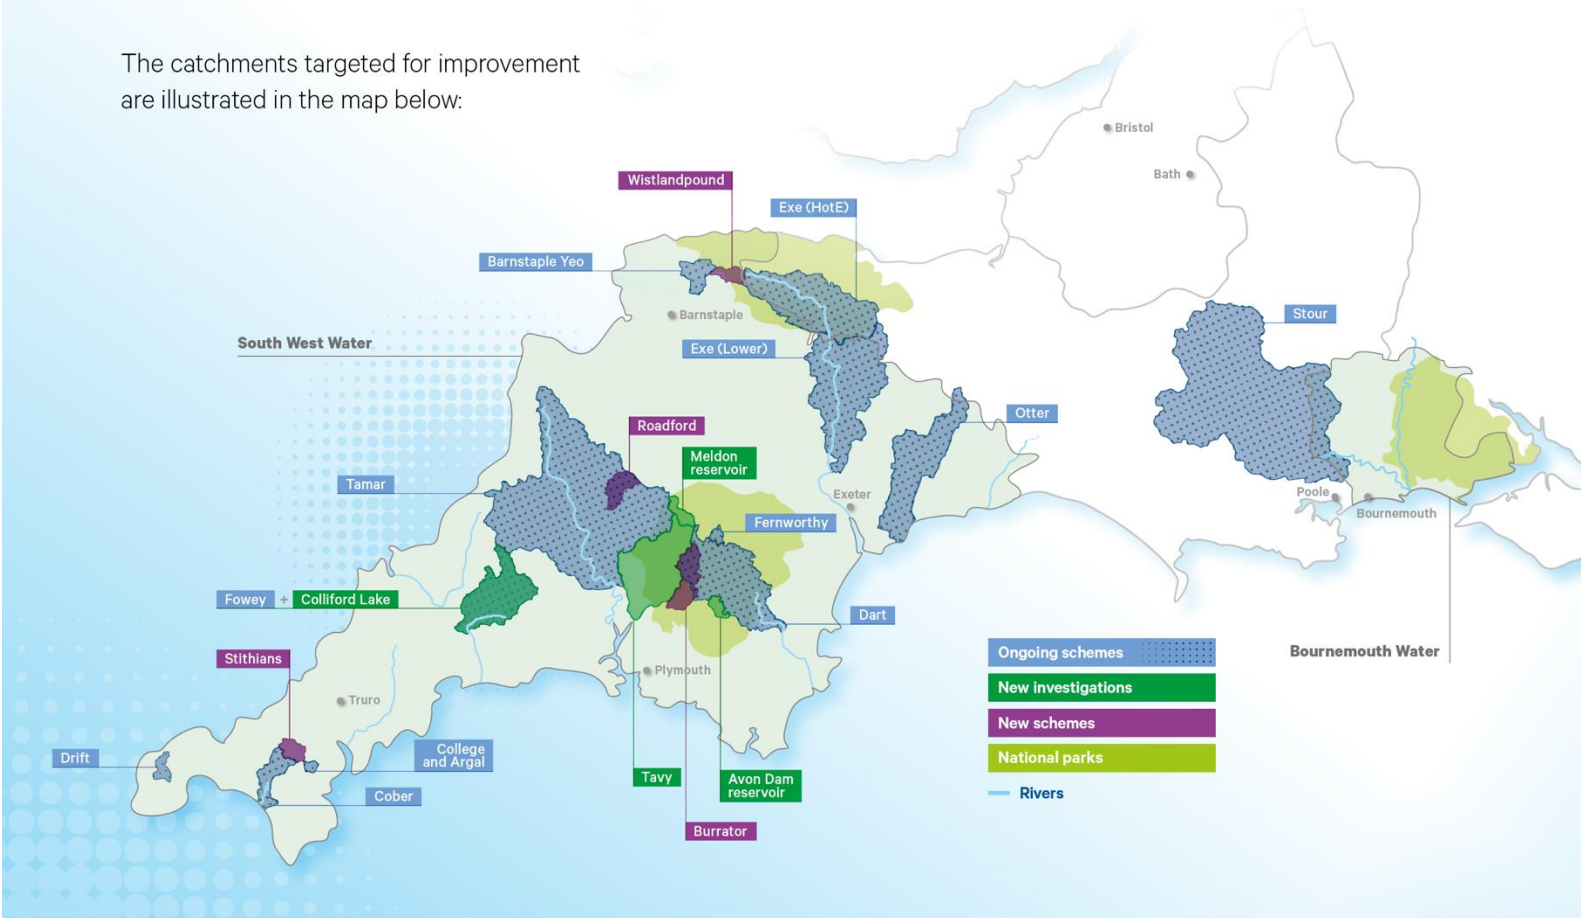 The catchments targeted for improvement
are illustrated in the map below:
Bristol
Bath
Wistlandpound
Exe (HotE)
Barnstaple Yeo
Barnstaple
Stour
South West Water
Exe (Lower)
Otter
Roadford
Meldon
reservoir
Tamar
Exeter
Poole
Bournemouth
Fernworthy
Fowey + Colliford Lake
Dart
Stithians
Plymouth
Truro
Ongoing schemes
Bournemouth Water
New investigations
New schemes
National parks
Rivers
Drift
College
and Argal
Cober
Tavy
Avon Dam
reservoir
Burrator